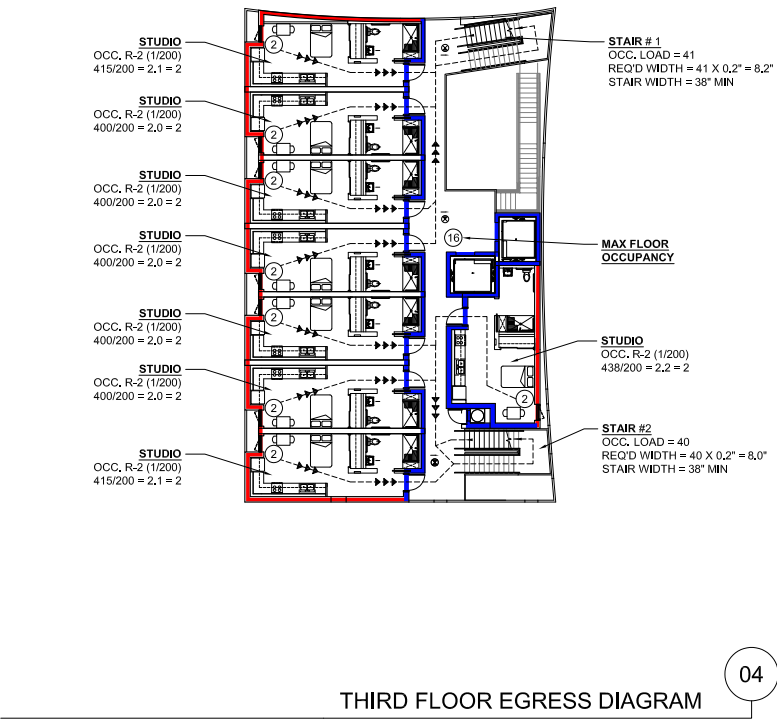 STUDIO
OCC. R-2 (1/200)
415/200 = 2.1 = 2
STUDIO
OCC. R-2 (1/200)
400/200 = 2.0 = 2
STUDIO
OCC. R-2 (1/200)
400/200 = 2.0 = 2
STUDIO
OCC. R-2 (1/200)
400/200 = 2.0 = 2
STUDIO
OCC. R-2 (1/200)
400/200 = 2.0 = 2
STUDIO
OCC. R-2 (1/200)
400/200 = 2.0 = 2
STUDIO
OCC. R-2 (1/200)
415/200 = 2.1 = 2
2
2
2
2
2
2
2
16
2
STAIR # 1
OCC. LOAD = 41
REQ'D WIDTH = 41 X 0.2" = 8.2"
STAIR WIDTH = 38" MIN
MAX FLOOR
OCCUPANCY
STUDIO
OCC. R-2 (1/200)
438/200 = 2.2 = 2
STAIR #2
OCC. LOAD = 40
REQ'D WIDTH = 40 X 0.2" = 8.0"
STAIR WIDTH = 38" MIN
THIRD FLOOR EGRESS DIAGRAM
04